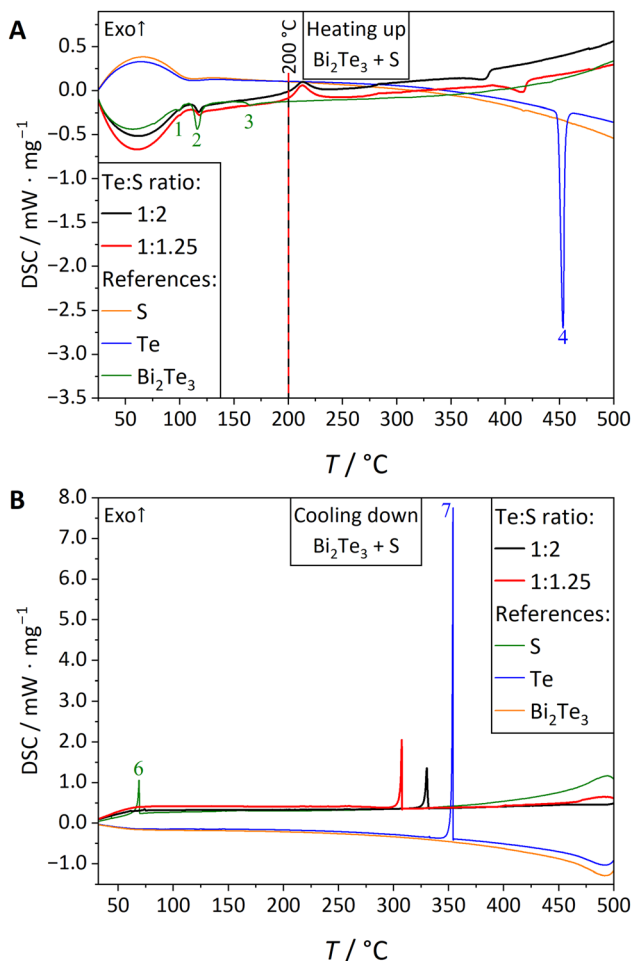 A
Exo↑
200 °C
Heating up
Bi₂Te₃ + S
0.5
0.0
−0.5
−1.0
−1.5
−2.0
−2.5
−3.0
−3.5
DSC / mW · mg⁻¹
1
2
3
4
Te:S ratio:
1:2
1:1.25
References:
S
Te
Bi₂Te₃
50 100 150 200 250 300 350 400 450 500
T / °C
B
Exo↑
Cooling down
Bi₂Te₃ + S
7
6
8.0
7.0
6.0
5.0
4.0
3.0
2.0
1.0
0.0
−1.0
DSC / mW · mg⁻¹
Te:S ratio:
1:2
1:1.25
References:
S
Te
Bi₂Te₃
50 100 150 200 250 300 350 400 450 500
T / °C